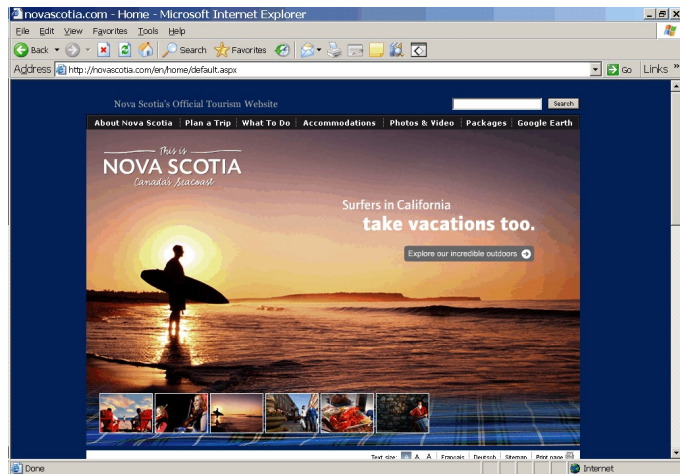 novascotia.com - Home - Microsoft Internet Explorer
File Edit View Favorites Tools Help
Back Search Favorites
Address http://novascotia.com/en/home/default.aspx Go Links »
Nova Scotia's Official Tourism Website Search
About Nova Scotia Plan a Trip What To Do Accommodations Photos & Video Packages Google Earth
This is
NOVA SCOTIA
Canada's Seacoast
Surfers in California
take vacations too.
Explore our incredible outdoors
Text size: A A A Français Deutsch Sitemap Print page
Done Internet